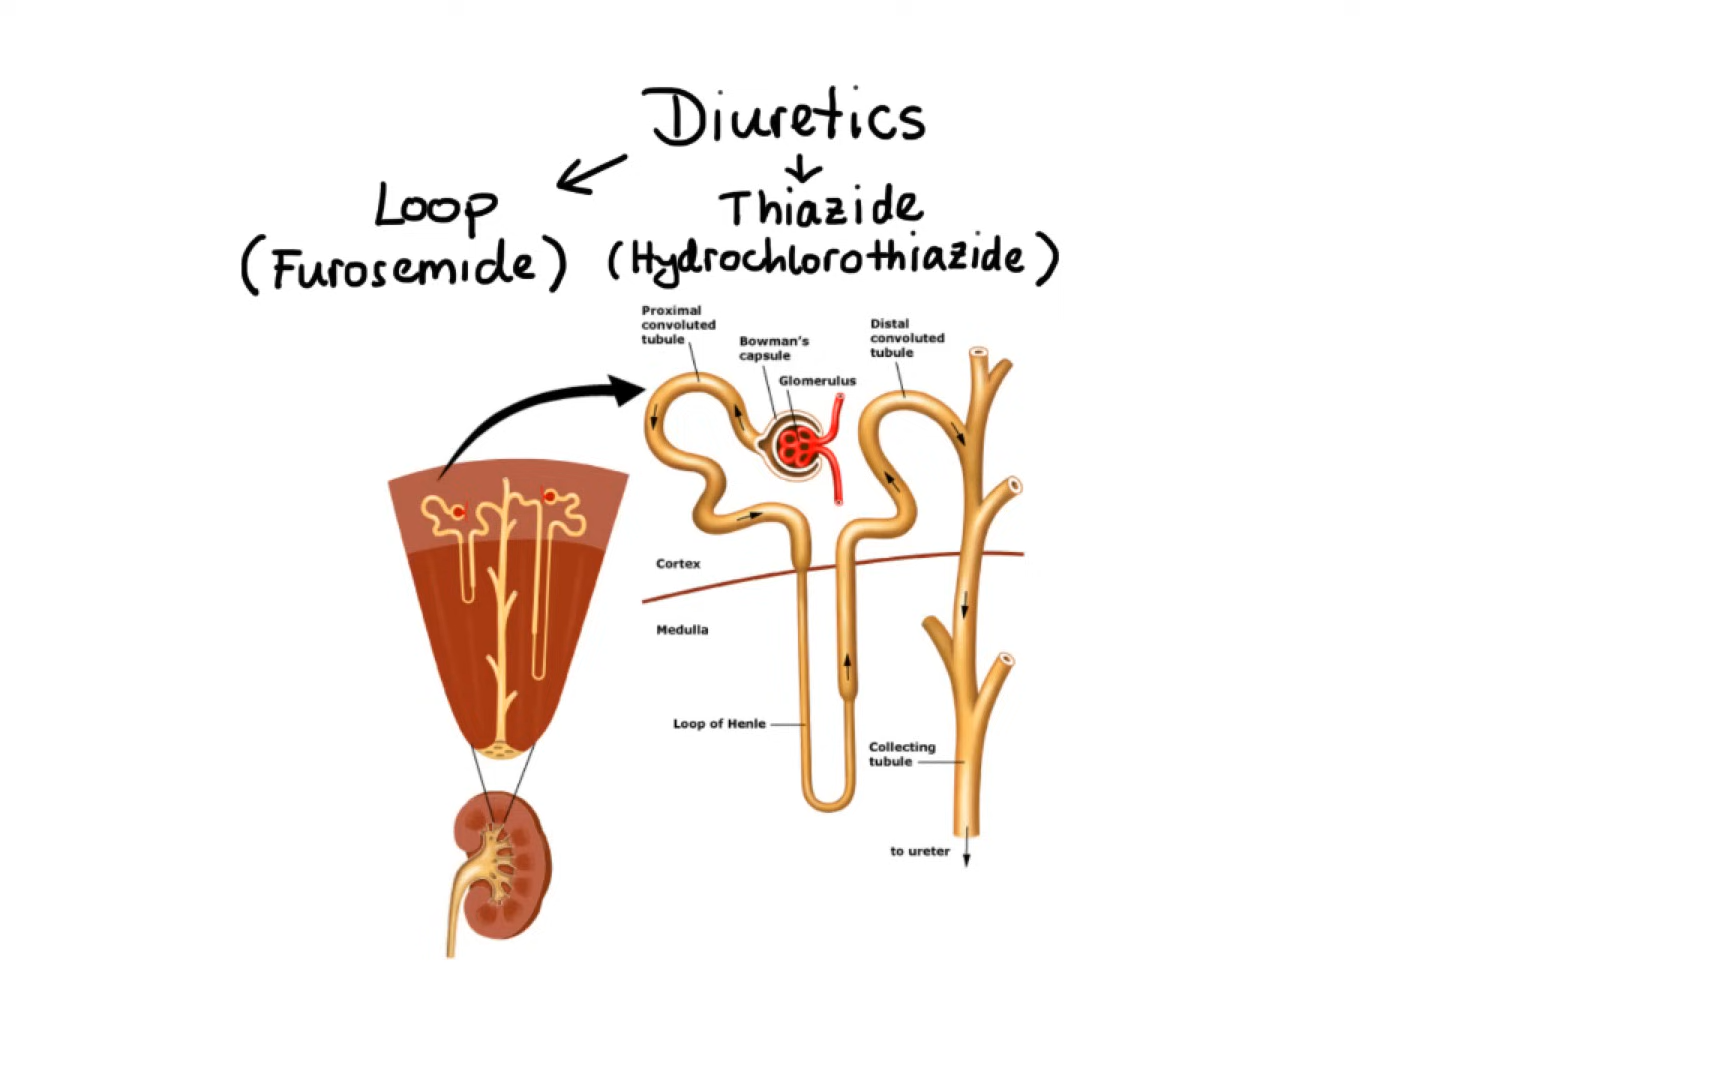 Diuretics
Loop
(Furosemide)
Thiazide
(Hydrochlorothiazide)
Proximal
convoluted
tubule
Bowman's
capsule
Glomerulus
Distal
convoluted
tubule
Cortex
Medulla
Loop of Henle
Collecting
tubule
to ureter